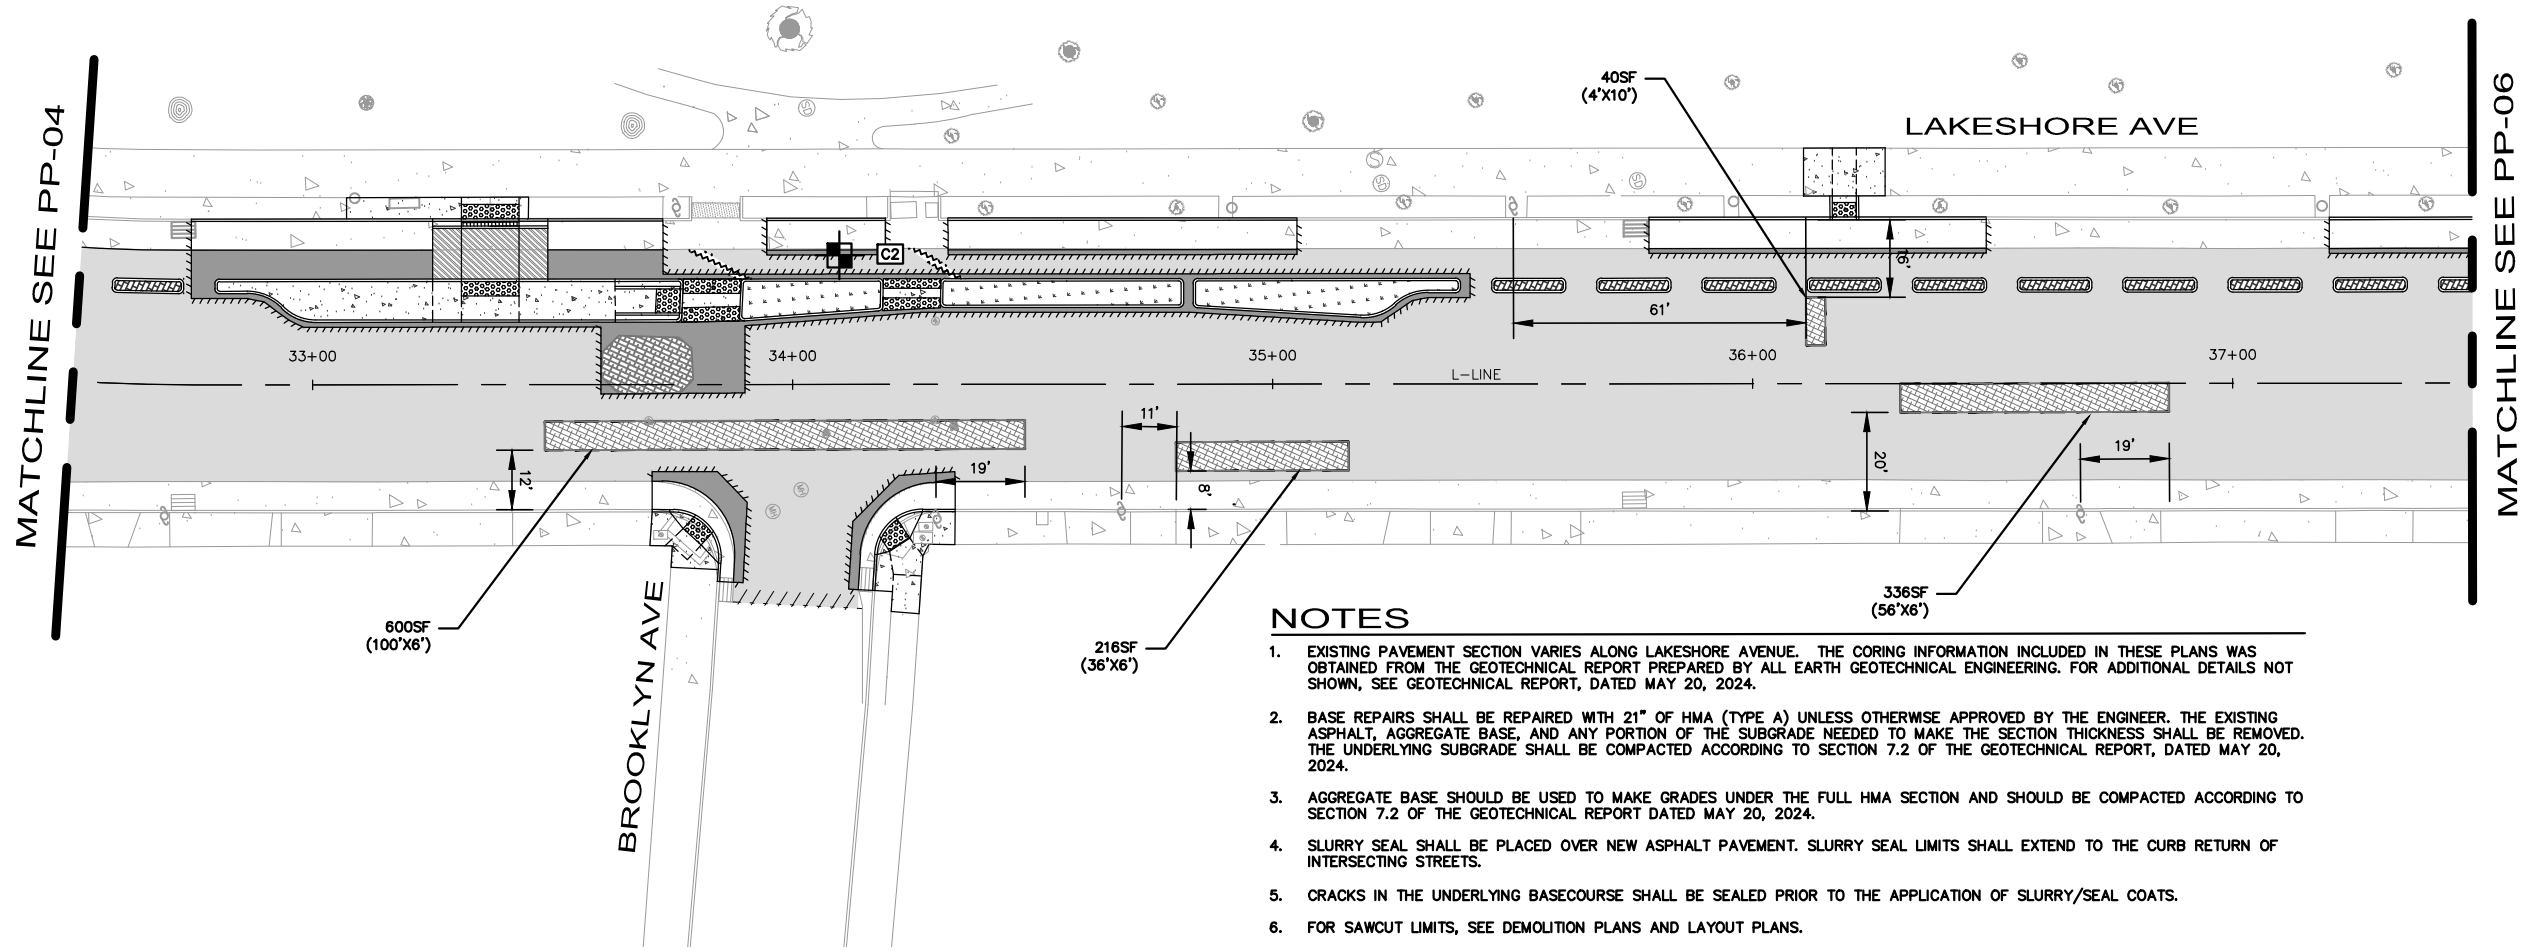 40SF
(4'X10')
LAKESHORE AVE
MATCHLINE SEE PP-04
MATCHLINE SEE PP-06
SD
S
SD
SD
C2
16'
61'
33+00
34+00
35+00
36+00
37+00
L-LINE
11'
19'
12'
19'
8'
20'
600SF
(100'X6')
216SF
(36'X6')
336SF
(56'X6')
BROOKLYN AVE
NOTES
1. EXISTING PAVEMENT SECTION VARIES ALONG LAKESHORE AVENUE. THE CORING INFORMATION INCLUDED IN THESE PLANS WAS
OBTAINED FROM THE GEOTECHNICAL REPORT PREPARED BY ALL EARTH GEOTECHNICAL ENGINEERING. FOR ADDITIONAL DETAILS NOT
SHOWN, SEE GEOTECHNICAL REPORT, DATED MAY 20, 2024.
2. BASE REPAIRS SHALL BE REPAIRED WITH 21" OF HMA (TYPE A) UNLESS OTHERWISE APPROVED BY THE ENGINEER. THE EXISTING
ASPHALT, AGGREGATE BASE, AND ANY PORTION OF THE SUBGRADE NEEDED TO MAKE THE SECTION THICKNESS SHALL BE REMOVED.
THE UNDERLYING SUBGRADE SHALL BE COMPACTED ACCORDING TO SECTION 7.2 OF THE GEOTECHNICAL REPORT, DATED MAY 20,
2024.
3. AGGREGATE BASE SHOULD BE USED TO MAKE GRADES UNDER THE FULL HMA SECTION AND SHOULD BE COMPACTED ACCORDING TO
SECTION 7.2 OF THE GEOTECHNICAL REPORT DATED MAY 20, 2024.
4. SLURRY SEAL SHALL BE PLACED OVER NEW ASPHALT PAVEMENT. SLURRY SEAL LIMITS SHALL EXTEND TO THE CURB RETURN OF
INTERSECTING STREETS.
5. CRACKS IN THE UNDERLYING BASECOURSE SHALL BE SEALED PRIOR TO THE APPLICATION OF SLURRY/SEAL COATS.
6. FOR SAWCUT LIMITS, SEE DEMOLITION PLANS AND LAYOUT PLANS.